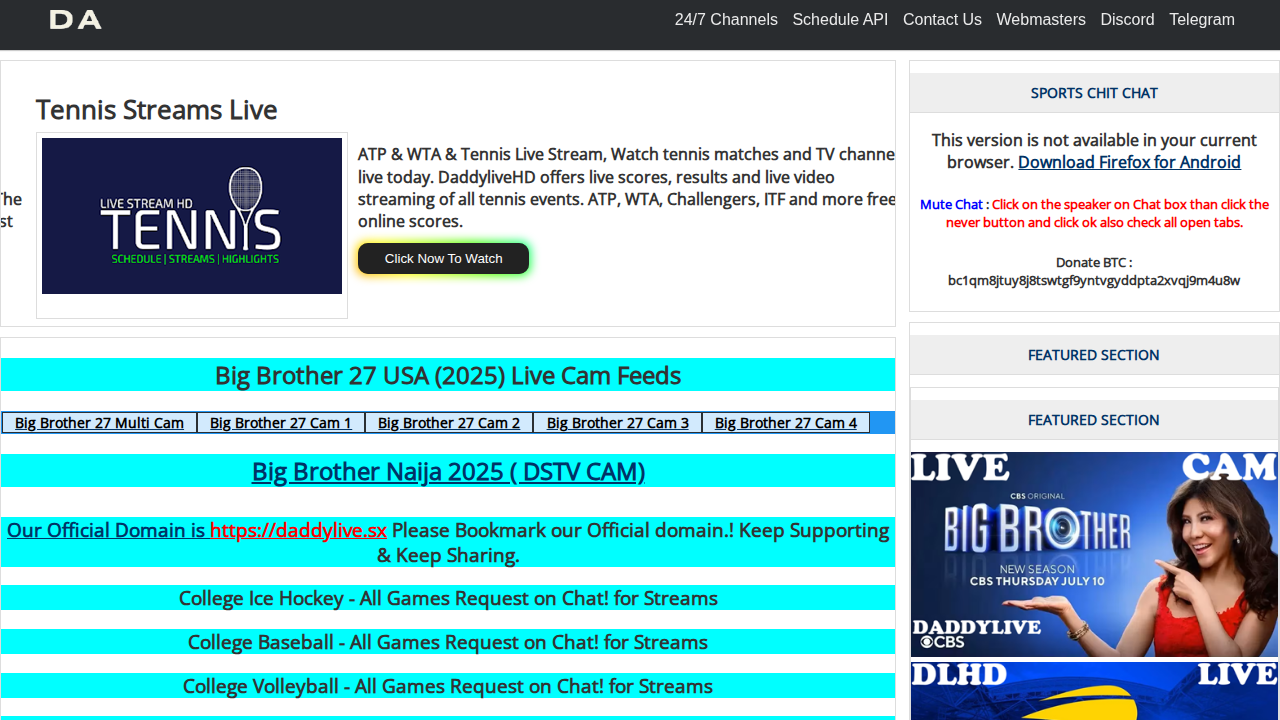 DA
24/7 Channels Schedule API Contact Us Webmasters Discord Telegram
Tennis Streams Live
LIVE STREAM HD
TENNIS
SCHEDULE | STREAMS | HIGHLIGHTS
ATP & WTA & Tennis Live Stream, Watch tennis matches and TV channe
live today. DaddyliveHD offers live scores, results and live video
streaming of all tennis events. ATP, WTA, Challengers, ITF and more free
online scores.
Click Now To Watch
Big Brother 27 USA (2025) Live Cam Feeds
Big Brother 27 Multi Cam Big Brother 27 Cam 1 Big Brother 27 Cam 2 Big Brother 27 Cam 3 Big Brother 27 Cam 4
Big Brother Naija 2025 ( DSTV CAM)
Our Official Domain is https://daddylive.sx Please Bookmark our Official domain.! Keep Supporting
& Keep Sharing.
College Ice Hockey - All Games Request on Chat! for Streams
College Baseball - All Games Request on Chat! for Streams
College Volleyball - All Games Request on Chat! for Streams
SPORTS CHIT CHAT
This version is not available in your current
browser. Download Firefox for Android
Mute Chat : Click on the speaker on Chat box than click the
never button and click ok also check all open tabs.
Donate BTC :
bc1qm8jtuy8j8tswtgf9yntvgyddpta2xvqj9m4u8w
FEATURED SECTION
FEATURED SECTION
LIVE CAM
CBS ORIGINAL
BIG BROTHER
NEW SEASON
CBS THURSDAY JULY 10
DADDYLIVE
CBS
DLHD LIVE